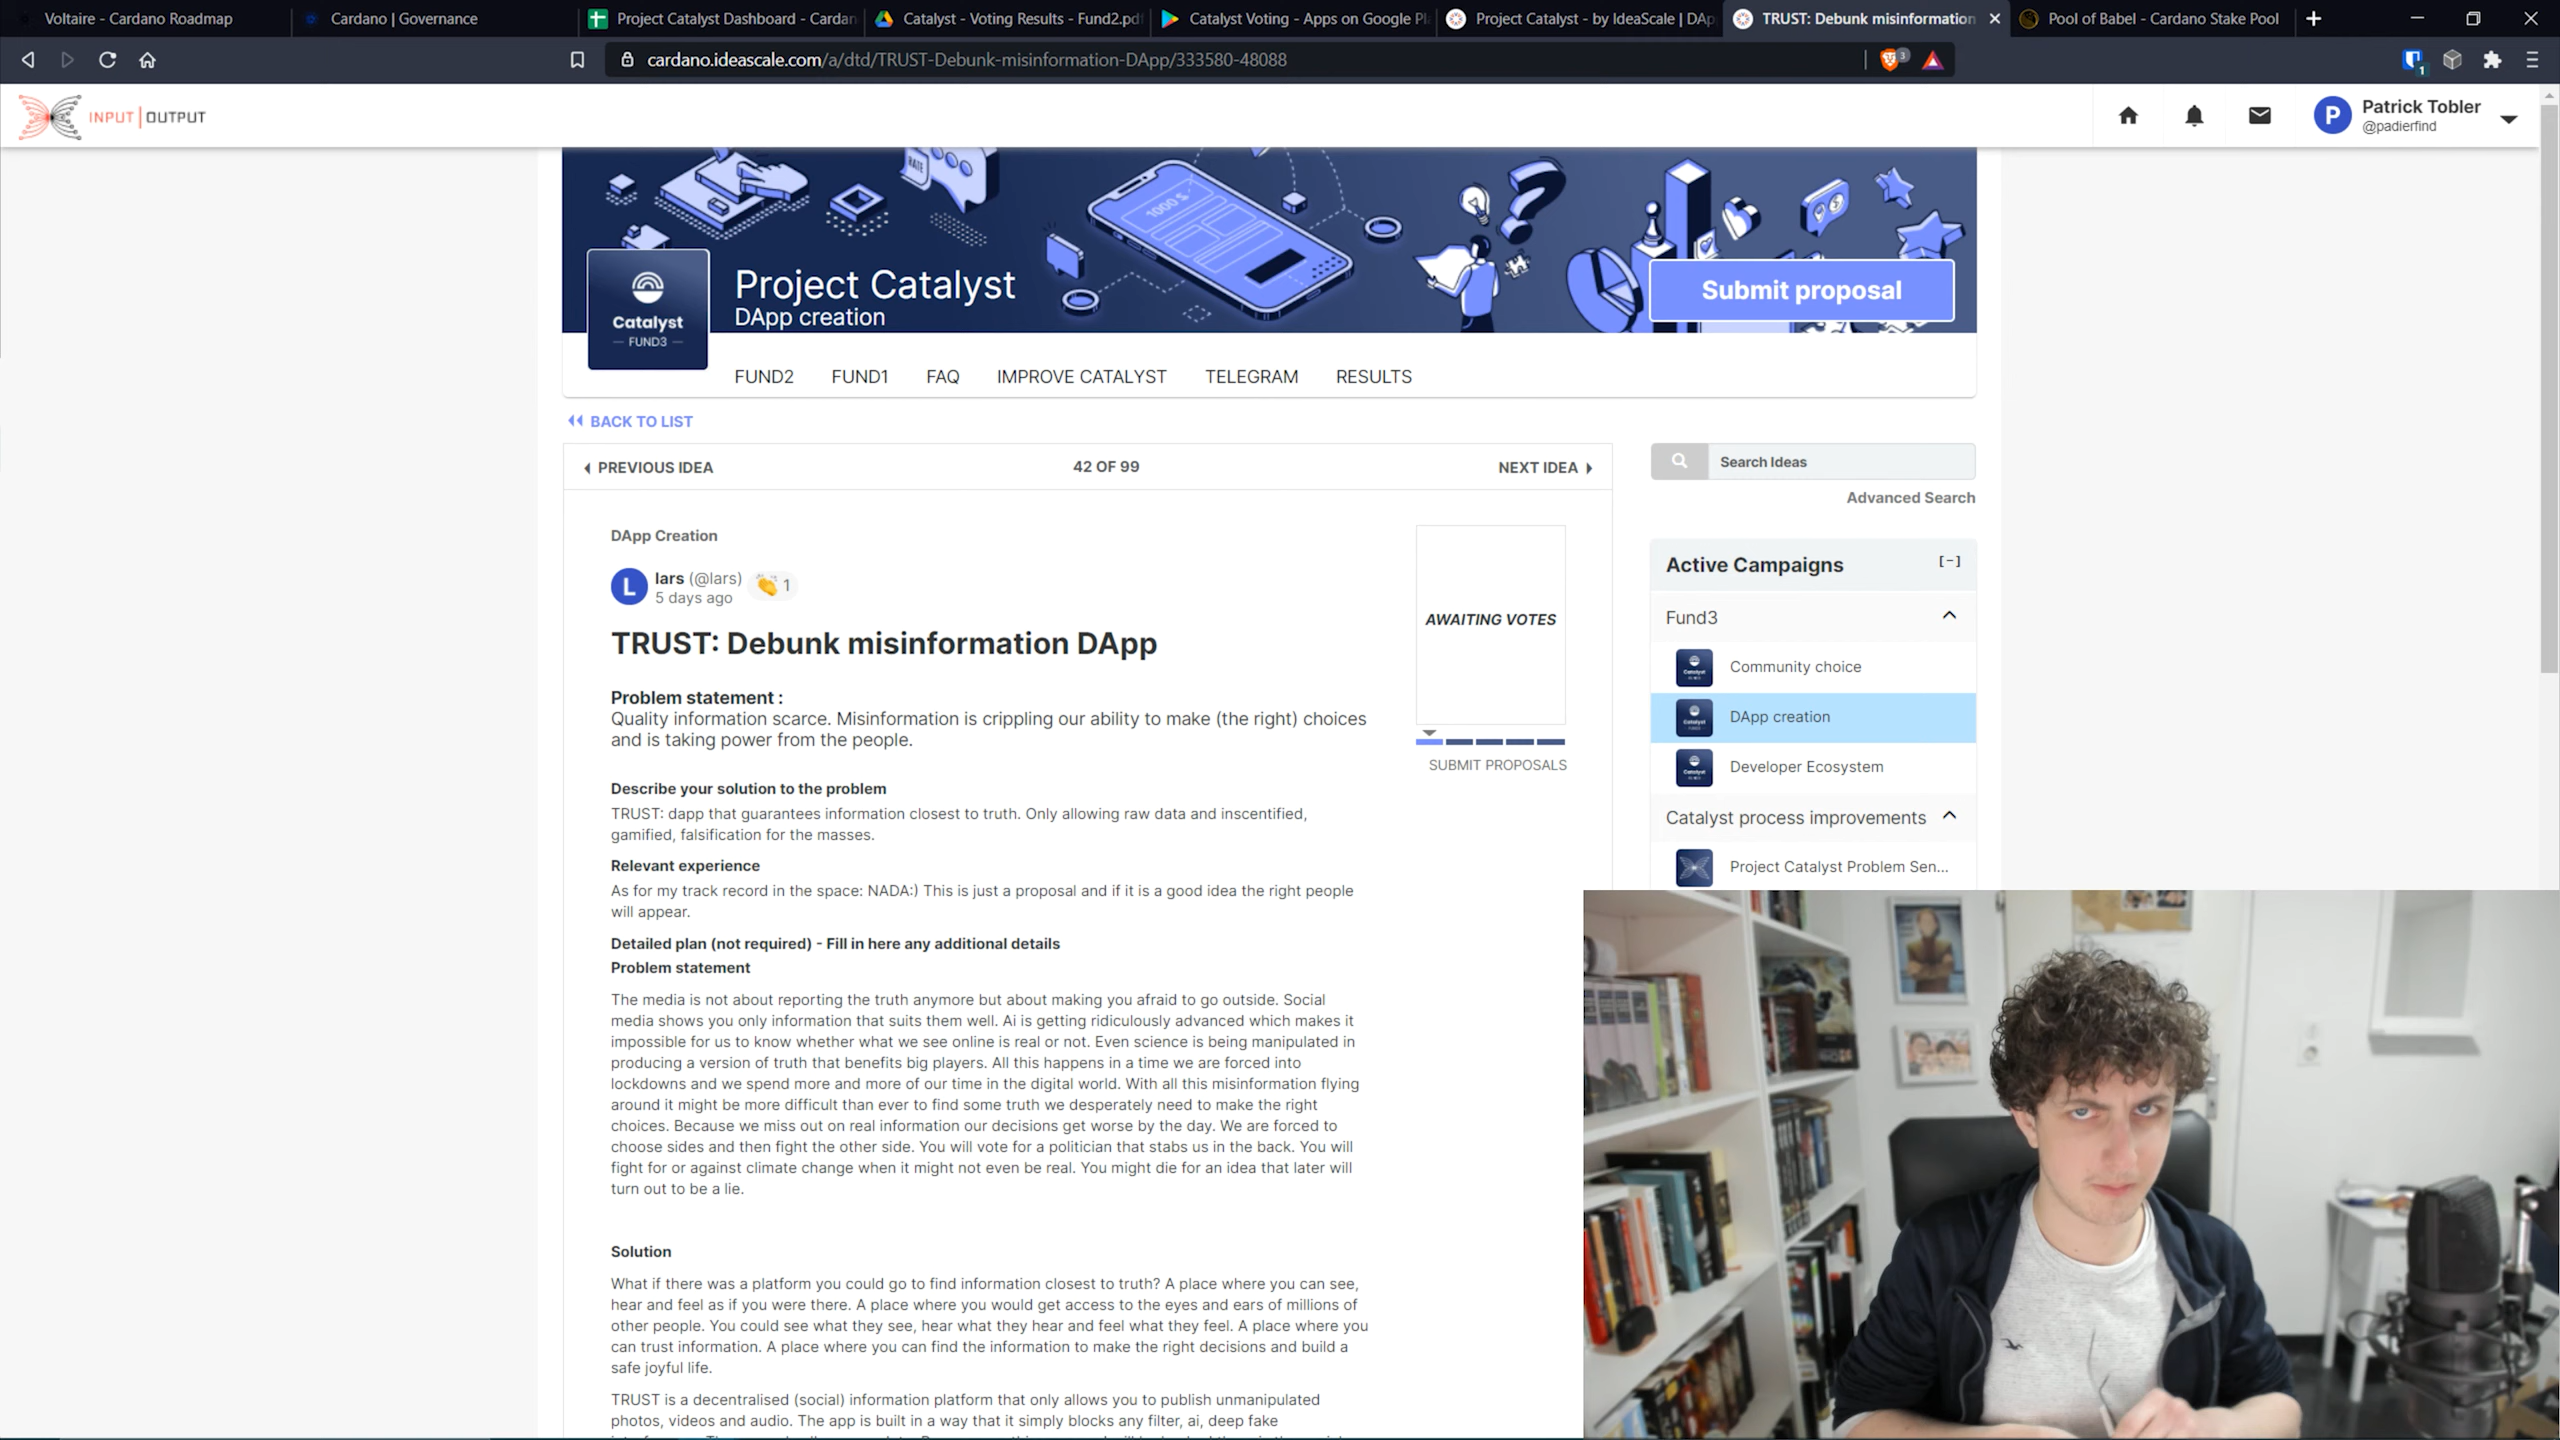 Voltaire - Cardano Roadmap
Cardano | Governance
Project Catalyst Dashboard - Cardan
Catalyst - Voting Results - Fund2.pdf
Catalyst Voting - Apps on Google Pl
Project Catalyst - by IdeaScale | DAp
TRUST: Debunk misinformation
Pool of Babel - Cardano Stake Pool
cardano.ideascale.com/a/dtd/TRUST-Debunk-misinformation-DApp/333580-48088
3
1
INPUT | OUTPUT
P
Patrick Tobler
@padierfind
RATE
1000 $
Project Catalyst
DApp creation
Submit proposal
Catalyst
— FUND3 —
FUND2
FUND1
FAQ
IMPROVE CATALYST
TELEGRAM
RESULTS
BACK TO LIST
PREVIOUS IDEA
42 OF 99
NEXT IDEA
Search Ideas
Advanced Search
DApp Creation
L
lars (@lars)
1
5 days ago
AWAITING VOTES
SUBMIT PROPOSALS
TRUST: Debunk misinformation DApp
Problem statement :
Quality information scarce. Misinformation is crippling our ability to make (the right) choices
and is taking power from the people.
Describe your solution to the problem
TRUST: dapp that guarantees information closest to truth. Only allowing raw data and inscentified,
gamified, falsification for the masses.
Relevant experience
As for my track record in the space: NADA:) This is just a proposal and if it is a good idea the right people
will appear.
Detailed plan (not required) - Fill in here any additional details
Problem statement
The media is not about reporting the truth anymore but about making you afraid to go outside. Social
media shows you only information that suits them well. Ai is getting ridiculously advanced which makes it
impossible for us to know whether what we see online is real or not. Even science is being manipulated in
producing a version of truth that benefits big players. All this happens in a time we are forced into
lockdowns and we spend more and more of our time in the digital world. With all this misinformation flying
around it might be more difficult than ever to find some truth we desperately need to make the right
choices. Because we miss out on real information our decisions get worse by the day. We are forced to
choose sides and then fight the other side. You will vote for a politician that stabs us in the back. You will
fight for or against climate change when it might not even be real. You might die for an idea that later will
turn out to be a lie.
Solution
What if there was a platform you could go to find information closest to truth? A place where you can see,
hear and feel as if you were there. A place where you would get access to the eyes and ears of millions of
other people. You could see what they see, hear what they hear and feel what they feel. A place where you
can trust information. A place where you can find the information to make the right decisions and build a
safe joyful life.
TRUST is a decentralised (social) information platform that only allows you to publish unmanipulated
photos, videos and audio. The app is built in a way that it simply blocks any filter, ai, deep fake
Active Campaigns
[-]
Fund3
Community choice
DApp creation
Developer Ecosystem
Catalyst process improvements
Project Catalyst Problem Sen...